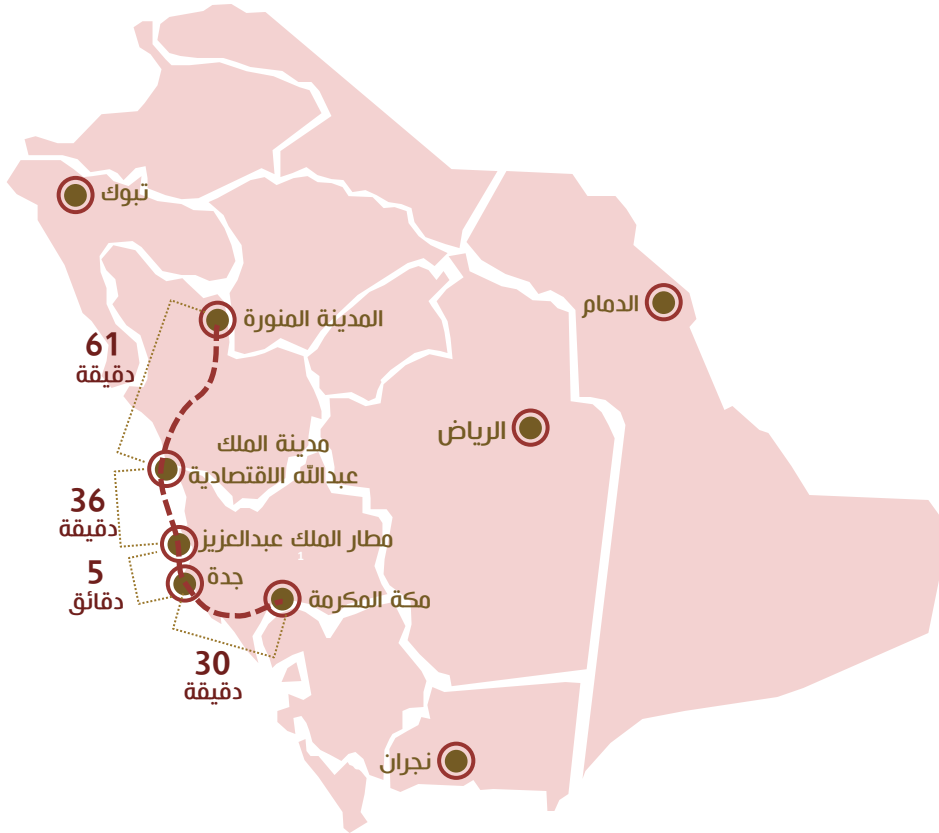 تبوك
المدينة المنورة
الدمام
61
دقيقة
الرياض
مدينة الملك
عبدالله الاقتصادية
36
دقيقة
مطار الملك عبدالعزيز
1
جدة
5
دقائق
مكة المكرمة
30
دقيقة
نجران